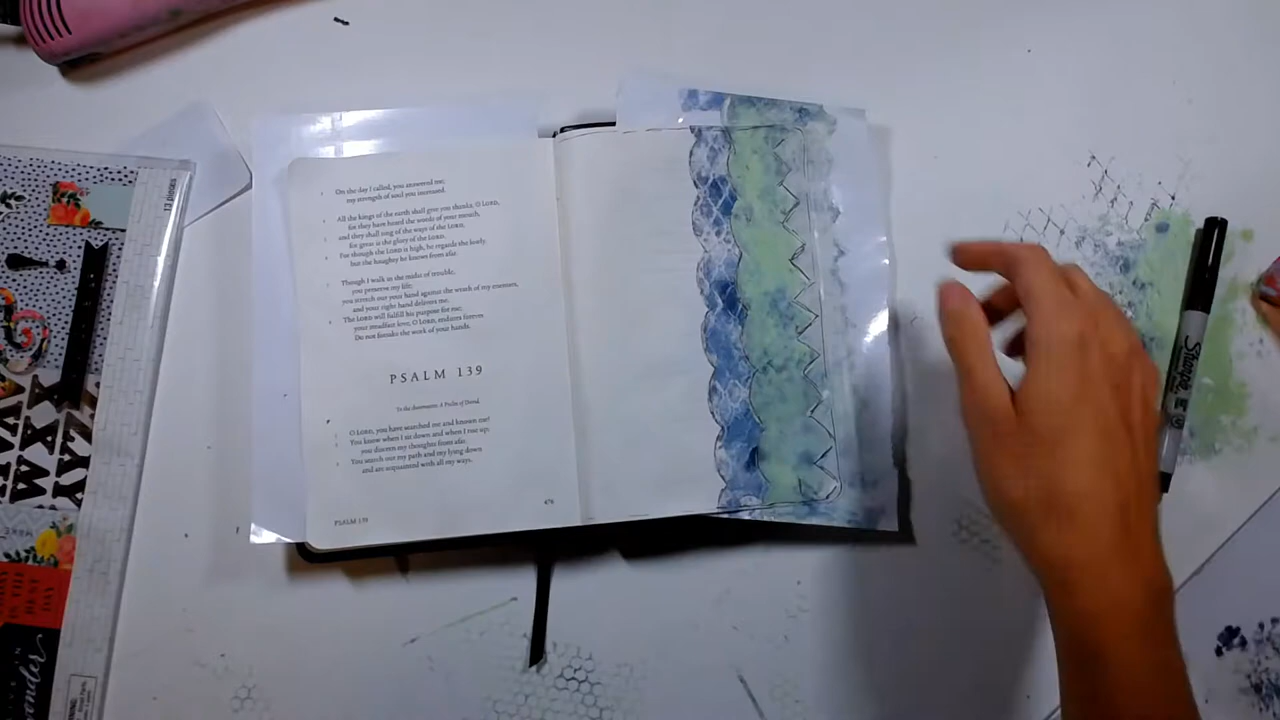 On the day I called, you answered me;
my strength of soul you increased.
All the kings of the earth shall give you thanks, O LORD,
for they have heard the words of your mouth,
and they shall sing of the ways of the LORD,
for great is the glory of the LORD.
For though the LORD is high, he regards the lowly,
but the haughty he knows from afar.
Though I walk in the midst of trouble,
you preserve my life;
you stretch out your hand against the wrath of my enemies,
and your right hand delivers me.
The LORD will fulfill his purpose for me;
your steadfast love, O LORD, endures forever.
Do not forsake the work of your hands.
PSALM 139
To the choirmaster. A Psalm of David.
O LORD, you have searched me and known me!
You know when I sit down and when I rise up;
you discern my thoughts from afar.
You search out my path and my lying down
and are acquainted with all my ways.
PSALM 139
13 pieces
Sharpie